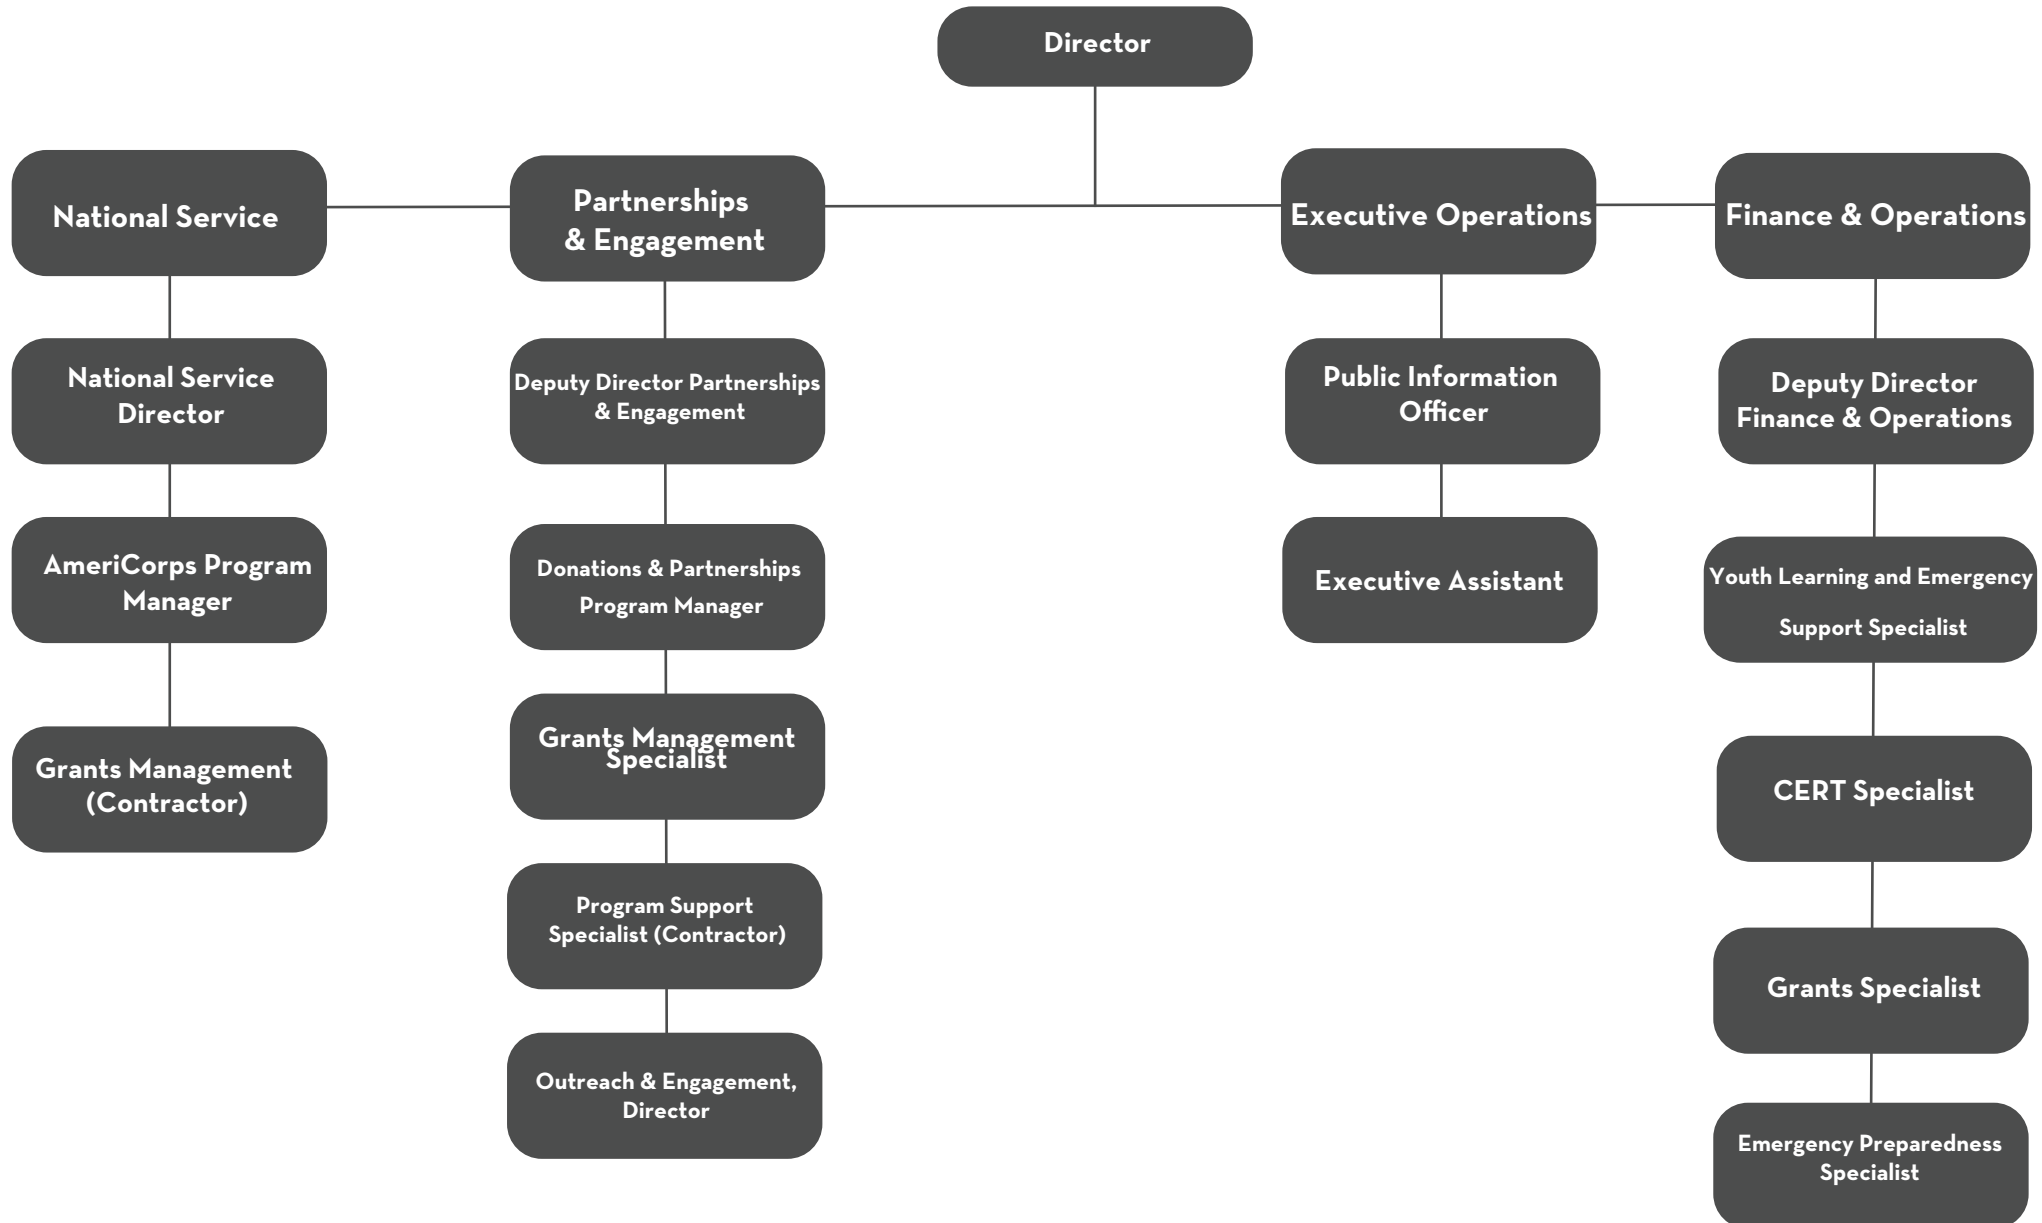 Director
National Service
Partnerships
& Engagement
Executive Operations
Finance & Operations
National Service
Director
Deputy Director Partnerships
& Engagement
Public Information
Officer
Deputy Director
Finance & Operations
AmeriCorps Program
Manager
Donations & Partnerships
Program Manager
Executive Assistant
Youth Learning and Emergency
Support Specialist
Grants Management
(Contractor)
Grants Management
Specialist
CERT Specialist
Program Support
Specialist (Contractor)
Grants Specialist
Outreach & Engagement,
Director
Emergency Preparedness
Specialist